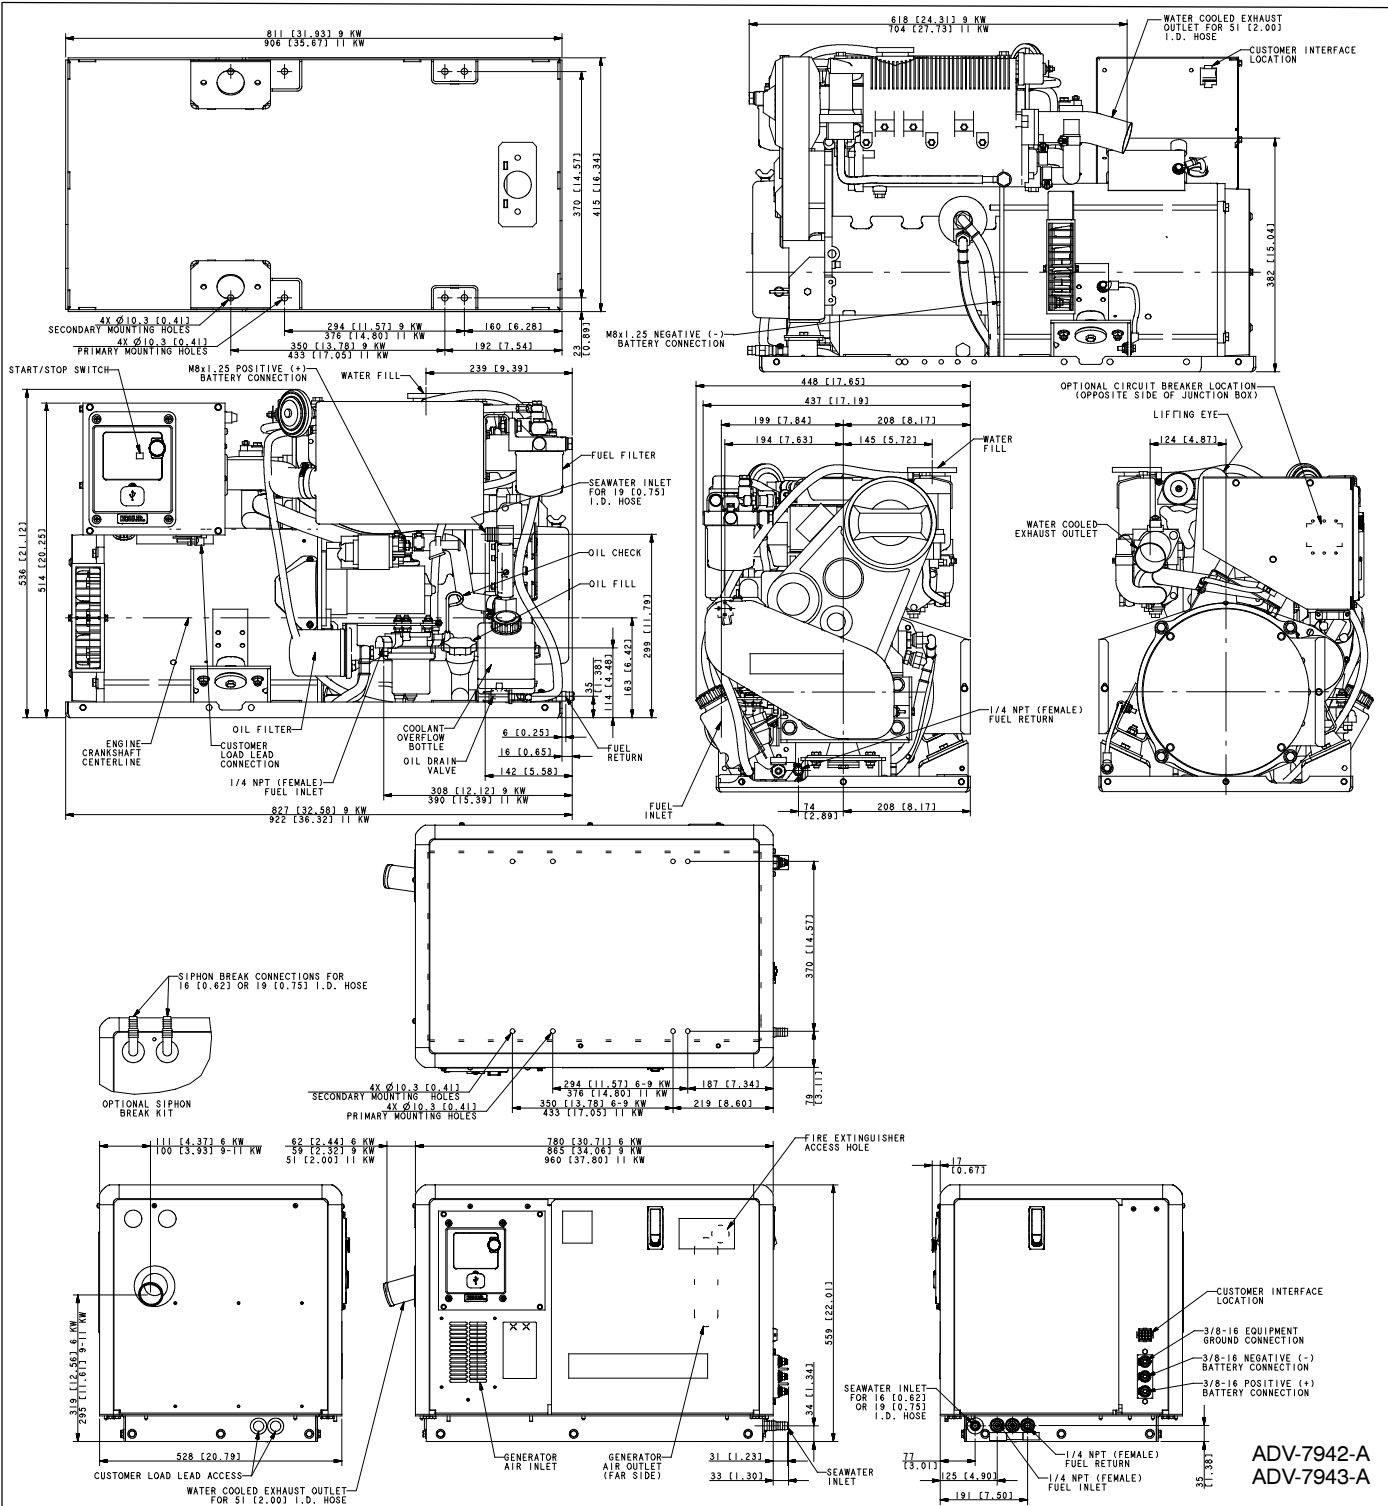 811 [31.93] 9 KW
906 [35.67] 11 KW
370 [14.57]
415 [16.34]
4X Ø10.3 [0.41]
SECONDARY MOUNTING HOLES
4X Ø10.3 [0.41]
PRIMARY MOUNTING HOLES
294 [11.57] 9 KW
376 [14.80] 11 KW
160 [6.28]
350 [13.78] 9 KW
433 [17.05] 11 KW
192 [7.54]
23
[0.89]
618 [24.31] 9 KW
704 [27.73] 11 KW
WATER COOLED EXHAUST
OUTLET FOR 51 [2.00]
I.D. HOSE
CUSTOMER INTERFACE
LOCATION
382 [15.04]
M8x1.25 NEGATIVE (-)
BATTERY CONNECTION
START/STOP SWITCH
M8x1.25 POSITIVE (+)
BATTERY CONNECTION
WATER FILL
239 [9.39]
536 [21.12]
514 [20.25]
FUEL FILTER
SEAWATER INLET
FOR 19 [0.75]
I.D. HOSE
OIL CHECK
OIL FILL
35
[1.38]
114 [4.48]
163 [6.42]
299 [11.79]
ENGINE
CRANKSHAFT
CENTERLINE
CUSTOMER
LOAD LEAD
CONNECTION
OIL FILTER
1/4 NPT (FEMALE)
FUEL INLET
COOLANT
OVERFLOW
BOTTLE
OIL DRAIN
VALVE
6 [0.25]
16 [0.65]
142 [5.58]
FUEL
RETURN
308 [12.12] 9 KW
390 [15.39] 11 KW
827 [32.58] 9 KW
922 [36.32] 11 KW
448 [17.65]
437 [17.19]
199 [7.84]
208 [8.17]
194 [7.63]
145 [5.72]
WATER
FILL
1/4 NPT (FEMALE)
FUEL RETURN
FUEL
INLET
74
[2.89]
208 [8.17]
OPTIONAL CIRCUIT BREAKER LOCATION
(OPPOSITE SIDE OF JUNCTION BOX)
LIFTING EYE
124 [4.87]
WATER COOLED
EXHAUST OUTLET
370 [14.57]
79
[3.11]
4X Ø10.3 [0.41]
SECONDARY MOUNTING HOLES
4X Ø10.3 [0.41]
PRIMARY MOUNTING HOLES
294 [11.57] 6-9 KW
376 [14.80] 11 KW
187 [7.34]
350 [13.78] 6-9 KW
433 [17.05] 11 KW
219 [8.60]
SIPHON BREAK CONNECTIONS FOR
16 [0.62] OR 19 [0.75] I.D. HOSE
OPTIONAL SIPHON
BREAK KIT
111 [4.37] 6 KW
100 [3.93] 9-11 KW
62 [2.44] 6 KW
59 [2.32] 9 KW
51 [2.00] 11 KW
780 [30.71] 6 KW
865 [34.06] 9 KW
960 [37.80] 11 KW
FIRE EXTINGUISHER
ACCESS HOLE
17
[0.67]
319 [12.56] 6 KW
295 [11.61] 9-11 KW
528 [20.79]
CUSTOMER LOAD LEAD ACCESS
WATER COOLED EXHAUST OUTLET
FOR 51 [2.00] I.D. HOSE
GENERATOR
AIR INLET
GENERATOR
AIR OUTLET
(FAR SIDE)
559 [22.01]
34 [1.34]
31 [1.23]
33 [1.30]
SEAWATER
INLET
CUSTOMER INTERFACE
LOCATION
3/8-16 EQUIPMENT
GROUND CONNECTION
3/8-16 NEGATIVE (-)
BATTERY CONNECTION
3/8-16 POSITIVE (+)
BATTERY CONNECTION
SEAWATER INLET
FOR 16 [0.62]
OR 19 [0.75]
I.D. HOSE
77
[3.01]
125 [4.90]
191 [7.50]
1/4 NPT (FEMALE)
FUEL RETURN
1/4 NPT (FEMALE)
FUEL INLET
35
[1.38]
ADV-7942-A
ADV-7943-A